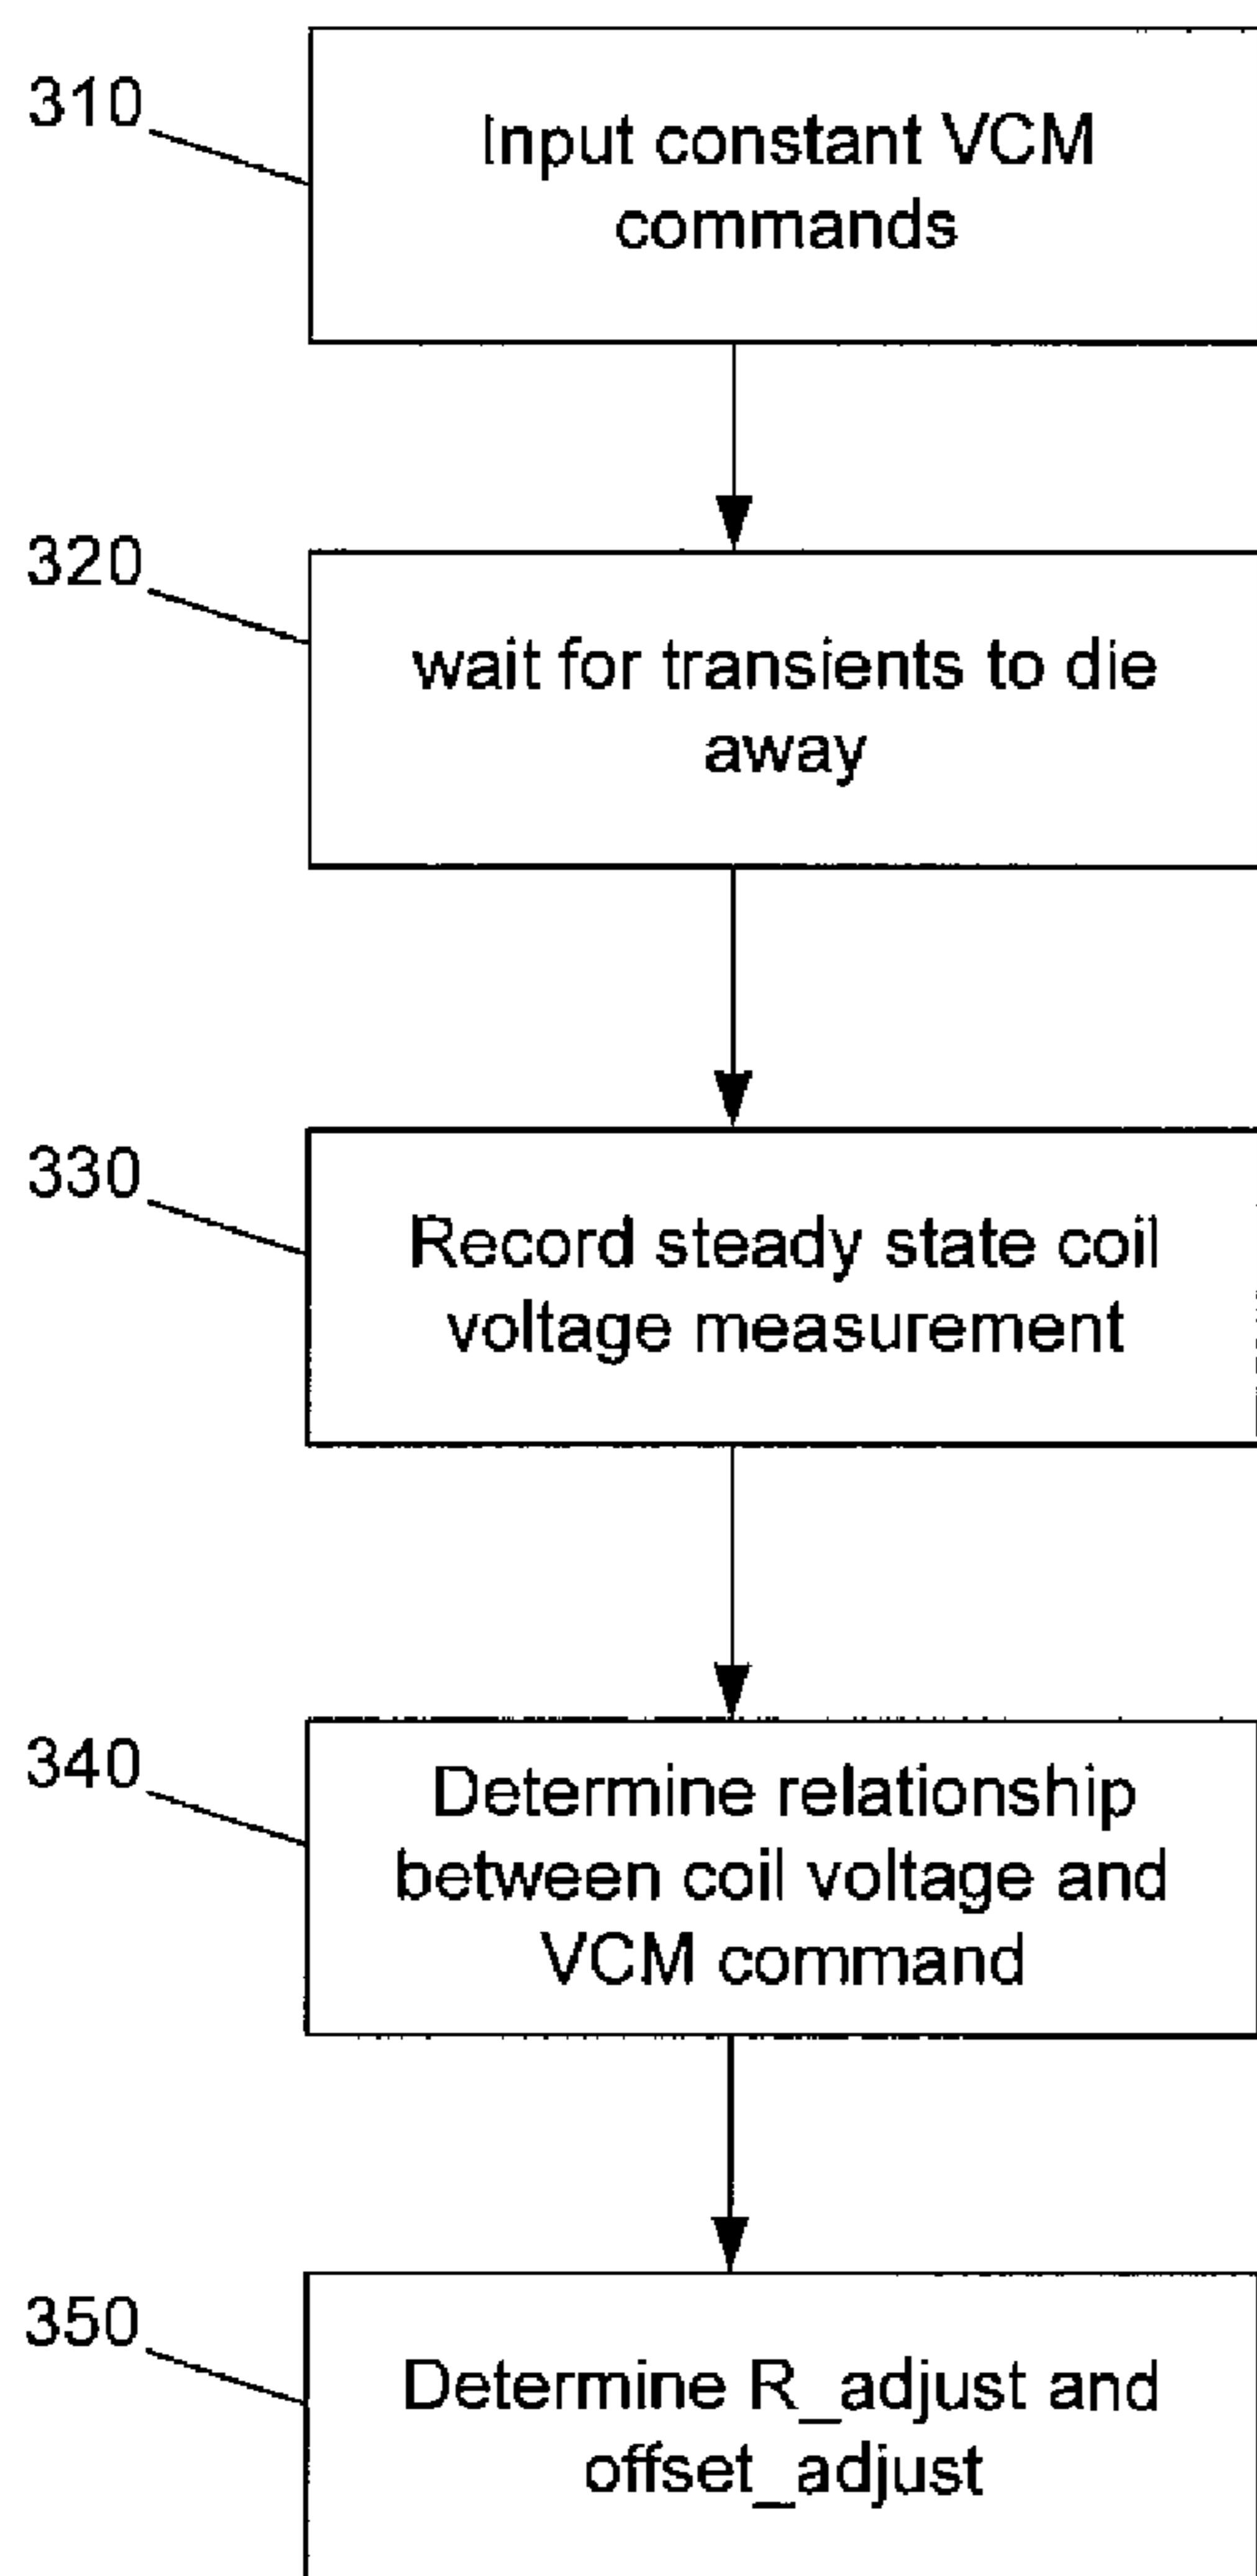 310
Input constant VCM
commands
320
wait for transients to die
away
330
Record steady state coil
voltage measurement
340
Determine relationship
between coil voltage and
VCM command
350
Determine R_adjust and
offset_adjust